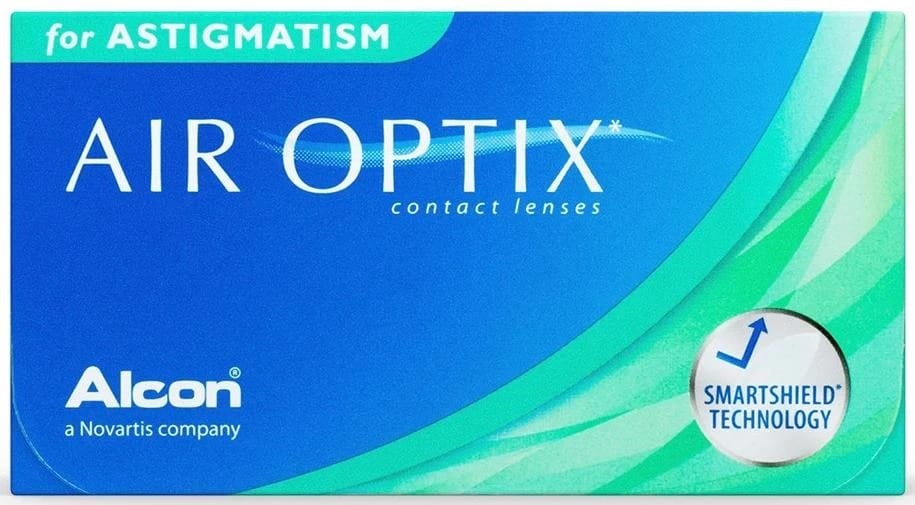 for ASTIGMATISM
AIR OPTIX*
contact lenses
Alcon®
a Novartis company
SMARTSHIELD*
TECHNOLOGY